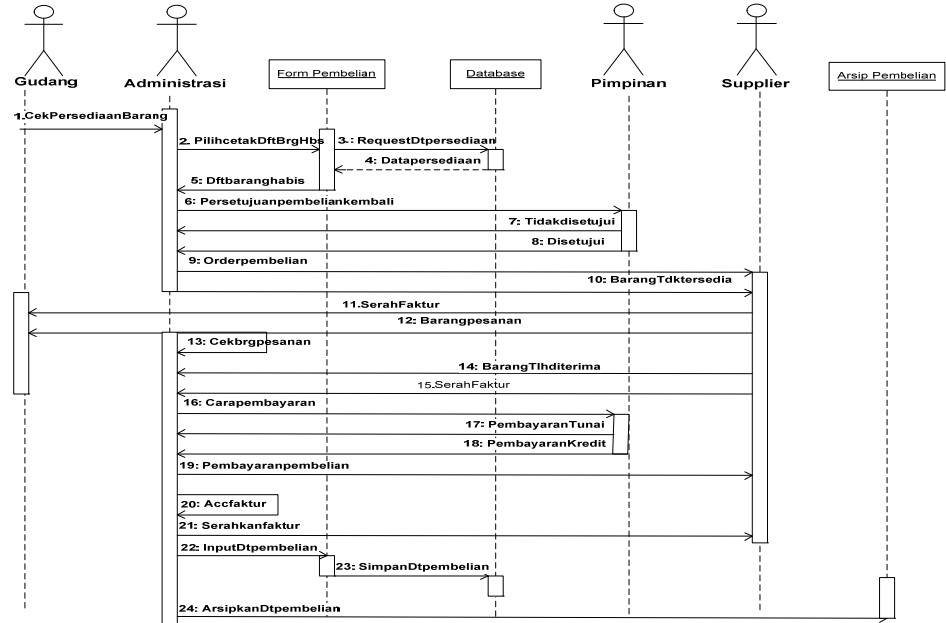 Gudang
Administrasi
Form Pembelian
Database
Pimpinan
Supplier
Arsip Pembelian
1.CekPersediaanBarang
2. PilihcetakDftBrgHbs
3.: RequestDtpersediaan
4: Datapersediaan
5: Dftbaranghabis
6: Persetujuanpembeliankembali
7: Tidakdisetujui
8: Disetujui
9: Orderpembelian
10: BarangTdktersedia
11.SerahFaktur
12: Barangpesanan
13: Cekbrgpesanan
14: BarangTlhditerima
15.SerahFaktur
16: Carapembayaran
17: PembayaranTunai
18: PembayaranKredit
19: Pembayaranpembelian
20: Accfaktur
21: Serahkanfaktur
22: InputDtpembelian
23: SimpanDtpembelian
24: ArsipkanDtpembelian